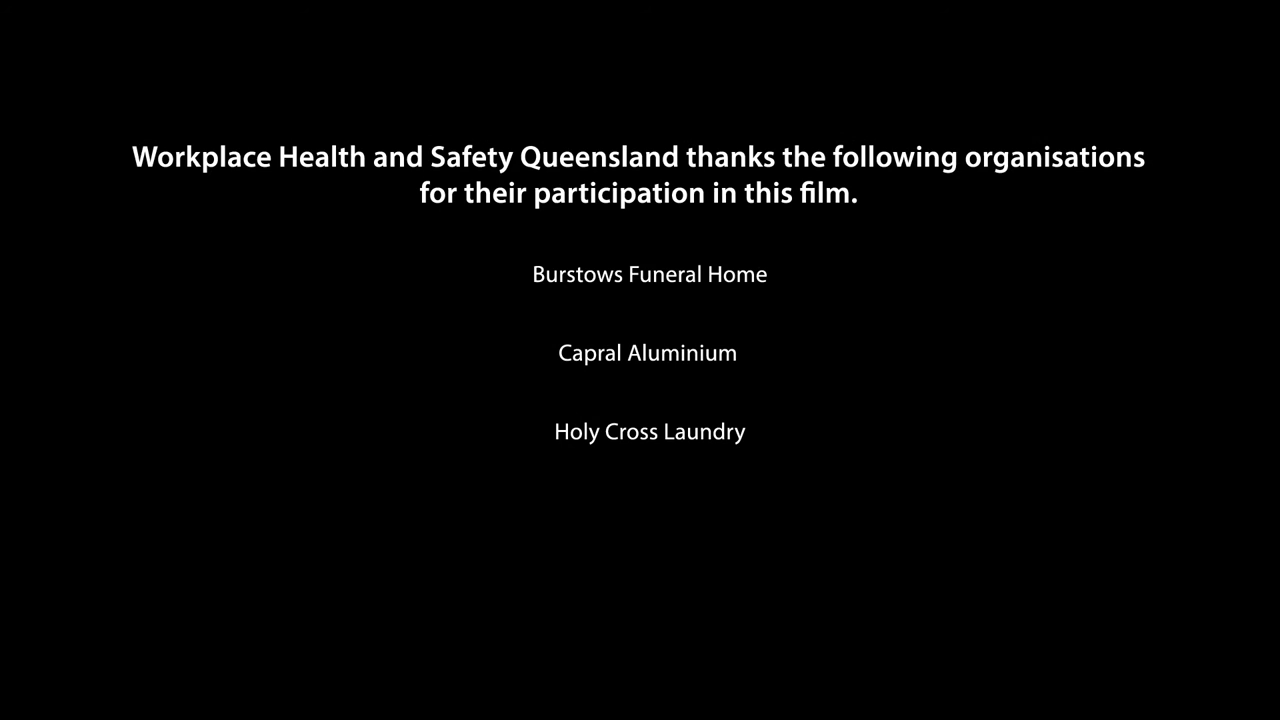 Workplace Health and Safety Queensland thanks the following organisations
for their participation in this film.
Burstows Funeral Home
Capral Aluminium
Holy Cross Laundry